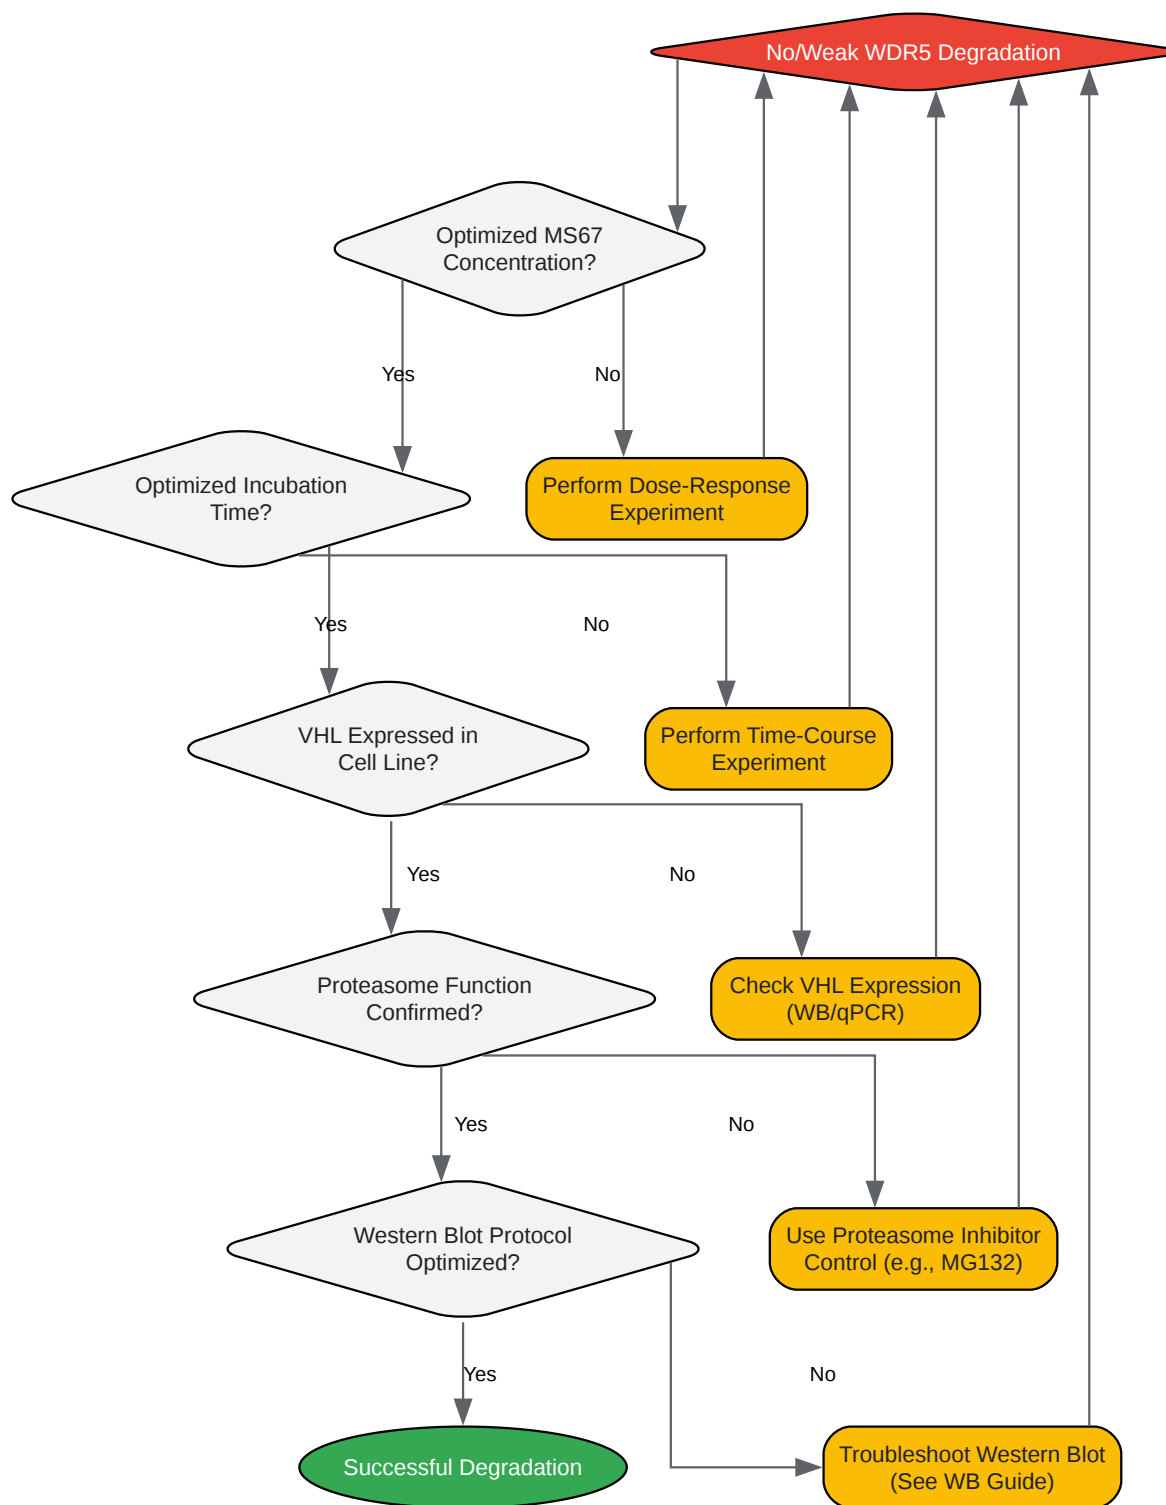 No/Weak WDR5 Degradation
Optimized MS67
Concentration?
Yes
No
Optimized Incubation
Time?
Perform Dose-Response
Experiment
Yes
No
VHL Expressed in
Cell Line?
Perform Time-Course
Experiment
Yes
No
Proteasome Function
Confirmed?
Check VHL Expression
(WB/qPCR)
Yes
No
Western Blot Protocol
Optimized?
Use Proteasome Inhibitor
Control (e.g., MG132)
Yes
No
Successful Degradation
Troubleshoot Western Blot
(See WB Guide)